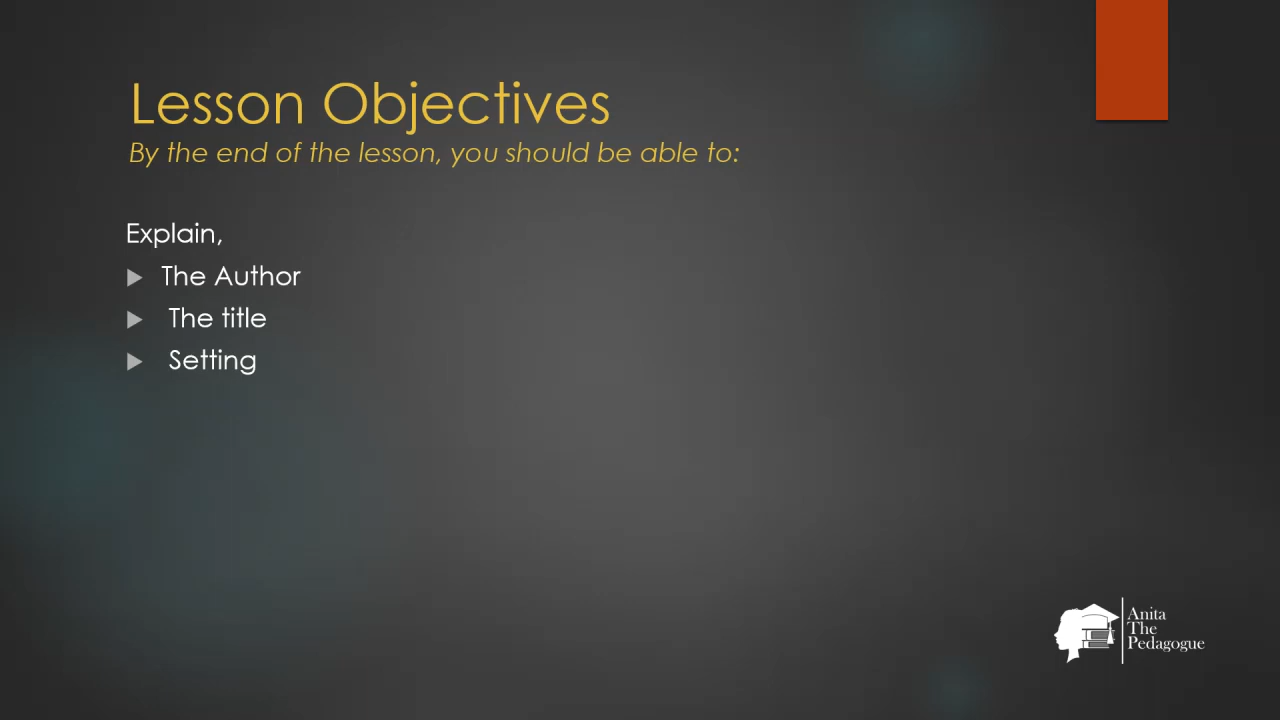 Lesson Objectives
By the end of the lesson, you should be able to:
Explain,
The Author
The title
Setting
Anita
The
Pedagogue